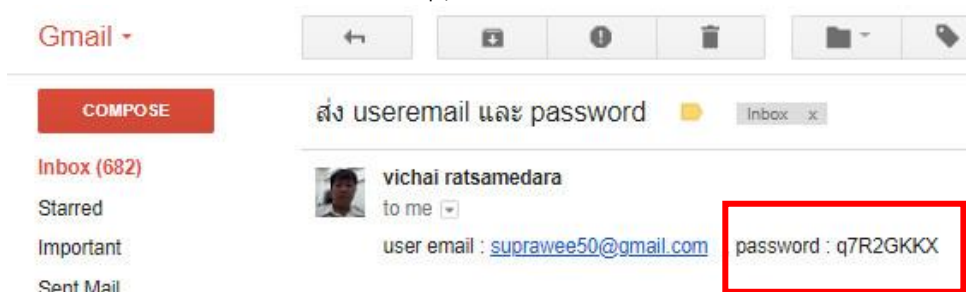 Gmail
COMPOSE
ส่ง useremail และ password
Inbox x
Inbox (682)
vichai ratsamedara
Starred
to me
Important
user email : suprawee50@gmail.com password : q7R2GKKX
Sent Mail